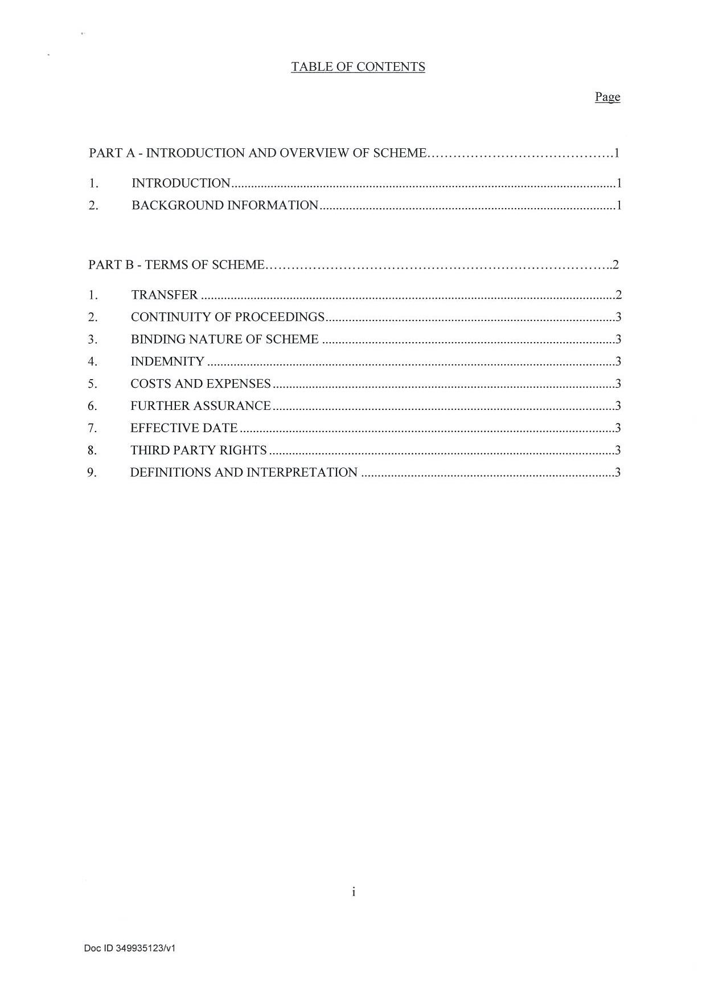 TABLE OF CONTENTS
Page
PART A - INTRODUCTION AND OVERVIEW OF SCHEME.............................................1
1. INTRODUCTION.....................................................................................................................1
2. BACKGROUND INFORMATION..........................................................................................1
PART B - TERMS OF SCHEME.................................................................................2
1. TRANSFER ..............................................................................................................................2
2. CONTINUITY OF PROCEEDINGS........................................................................................3
3. BINDING NATURE OF SCHEME .........................................................................................3
4. INDEMNITY ............................................................................................................................3
5. COSTS AND EXPENSES........................................................................................................3
6. FURTHER ASSURANCE........................................................................................................3
7. EFFECTIVE DATE..................................................................................................................3
8. THIRD PARTY RIGHTS.........................................................................................................3
9. DEFINITIONS AND INTERPRETATION .............................................................................3
i
Doc ID 349935123/v1